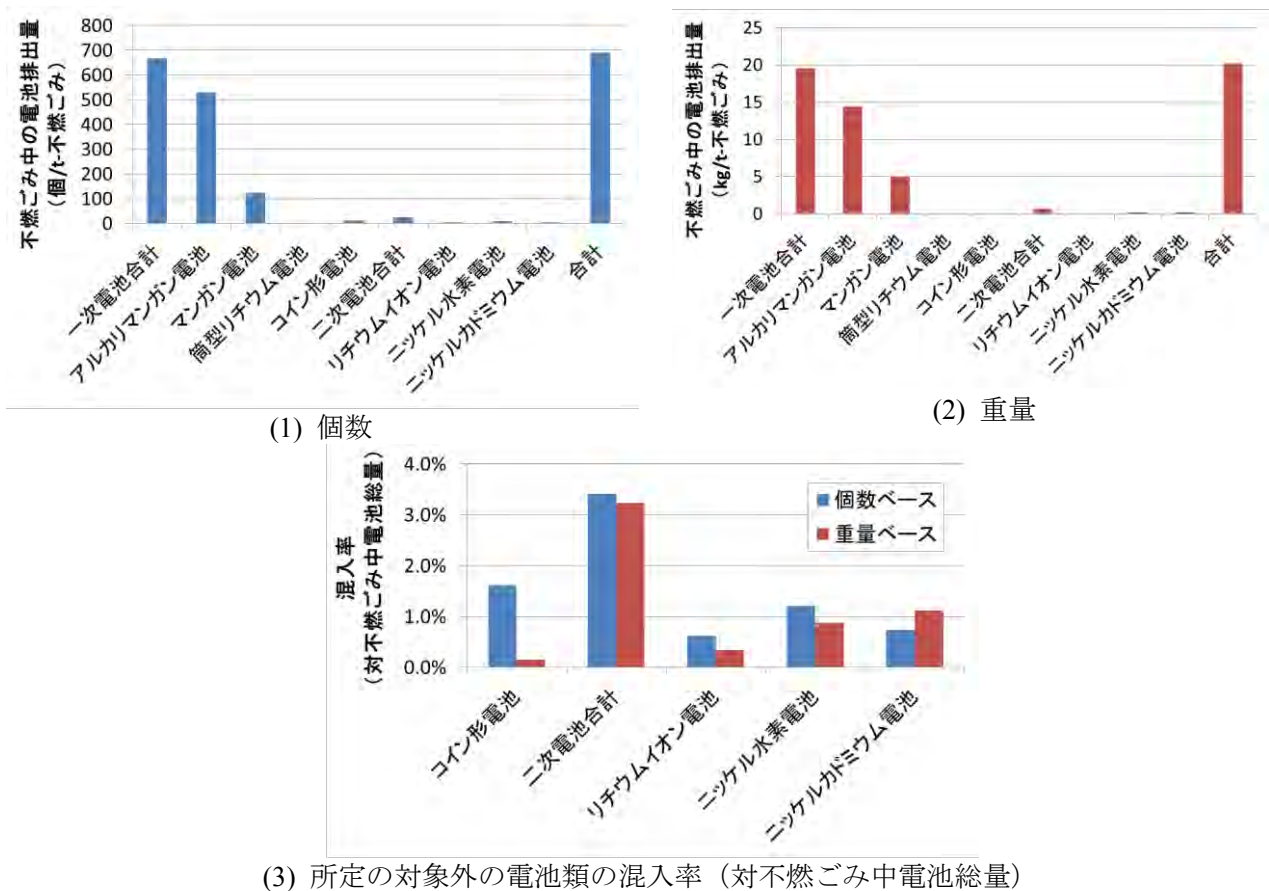 不燃ごみ中の電池排出量
（個/t-不燃ごみ）
800
700
600
500
400
300
200
100
0
一次電池合計
アルカリマンガン電池
マンガン電池
筒型リチウム電池
コイン形電池
二次電池合計
リチウムイオン電池
ニッケル水素電池
ニッケルカドミウム電池
合計
(1) 個数
不燃ごみ中の電池排出量
（kg/t-不燃ごみ）
25
20
15
10
5
0
一次電池合計
アルカリマンガン電池
マンガン電池
筒型リチウム電池
コイン形電池
二次電池合計
リチウムイオン電池
ニッケル水素電池
ニッケルカドミウム電池
合計
(2) 重量
混入率
（対不燃ごみ中電池総量）
4.0%
3.0%
2.0%
1.0%
0.0%
個数ベース
重量ベース
コイン形電池
二次電池合計
リチウムイオン電池
ニッケル水素電池
ニッケルカドミウム電池
(3) 所定の対象外の電池類の混入率（対不燃ごみ中電池総量）